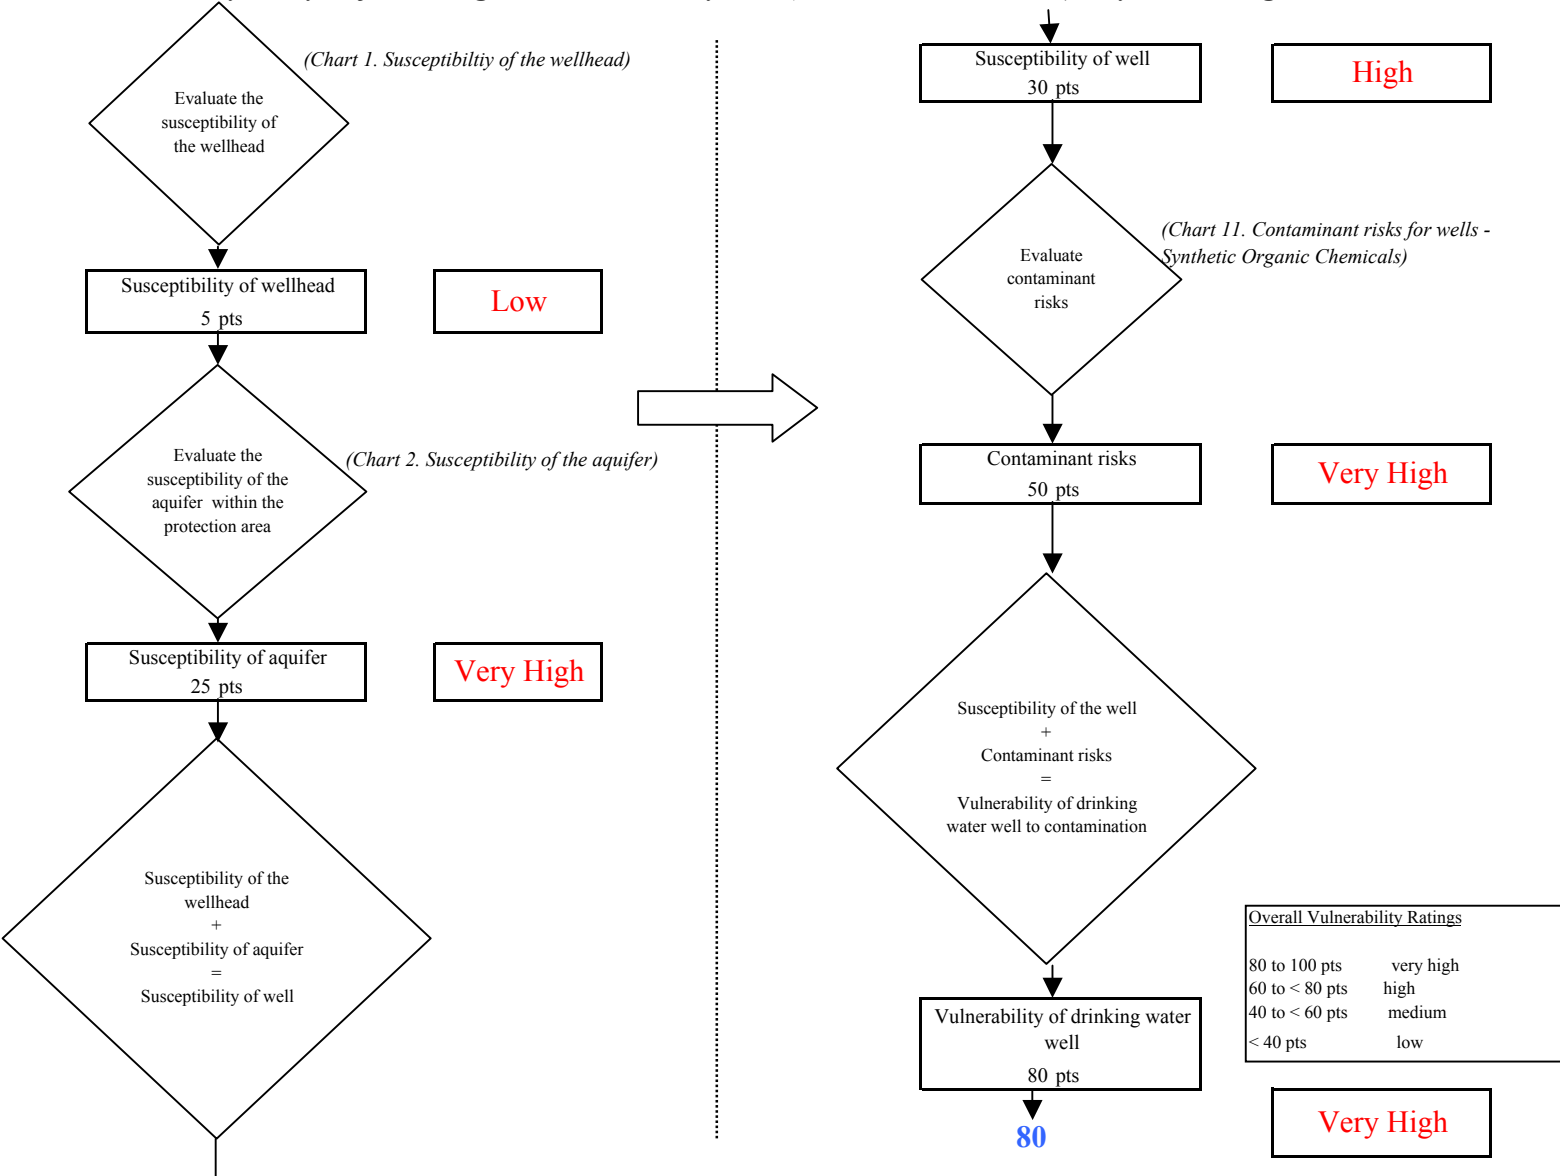 (Chart 1. Susceptibiltiy of the wellhead)
Evaluate the
susceptibility of
the wellhead
Susceptibility of wellhead
5 pts
Low
Evaluate the
susceptibility of the
aquifer within the
protection area
(Chart 2. Susceptibility of the aquifer)
Susceptibility of aquifer
25 pts
Very High
Susceptibility of the
wellhead
+
Susceptibility of aquifer
=
Susceptibility of well
Susceptibility of well
30 pts
High
(Chart 11. Contaminant risks for wells -
Synthetic Organic Chemicals)
Evaluate
contaminant
risks
Contaminant risks
50 pts
Very High
Susceptibility of the well
+
Contaminant risks
=
Vulnerability of drinking
water well to contamination
Overall Vulnerability Ratings
80 to 100 pts very high
60 to < 80 pts high
40 to < 60 pts medium
< 40 pts low
Vulnerability of drinking water
well
80 pts
80
Very High